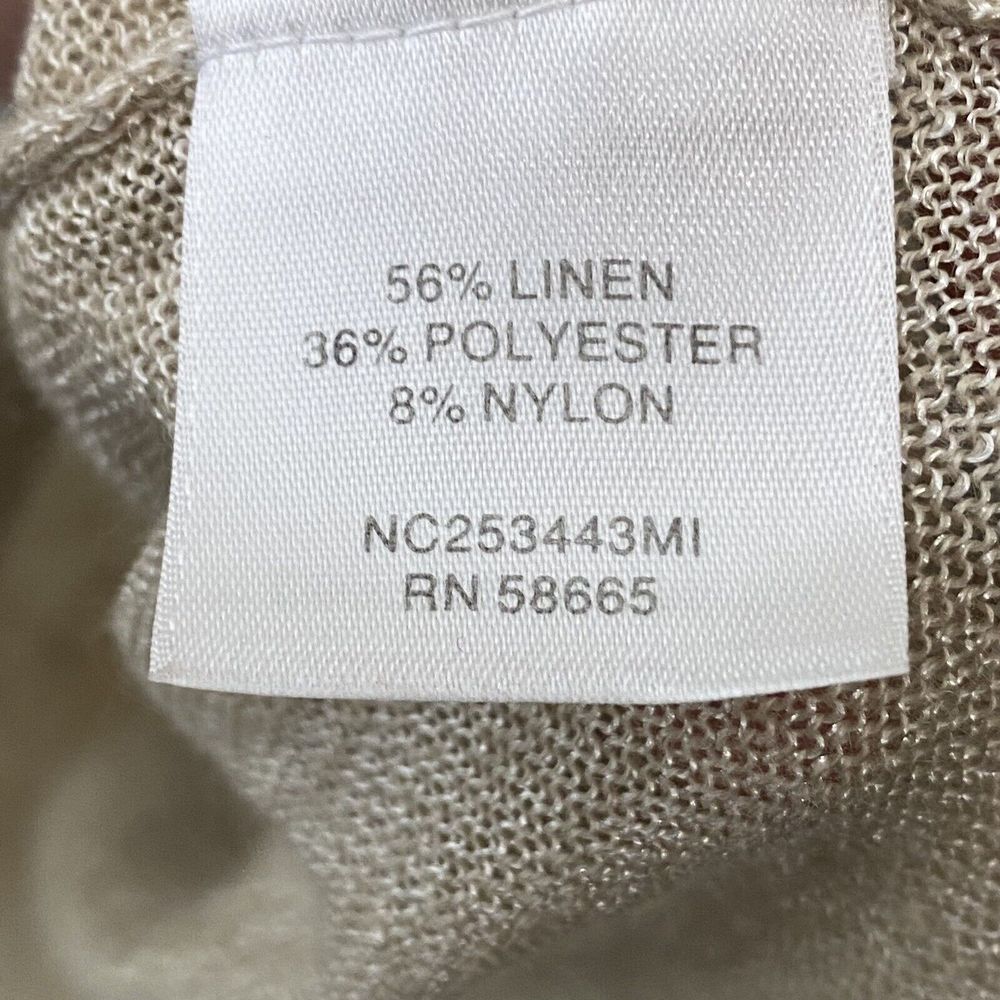 56% LINEN
36% POLYESTER
8% NYLON
NC253443MI
RN 58665